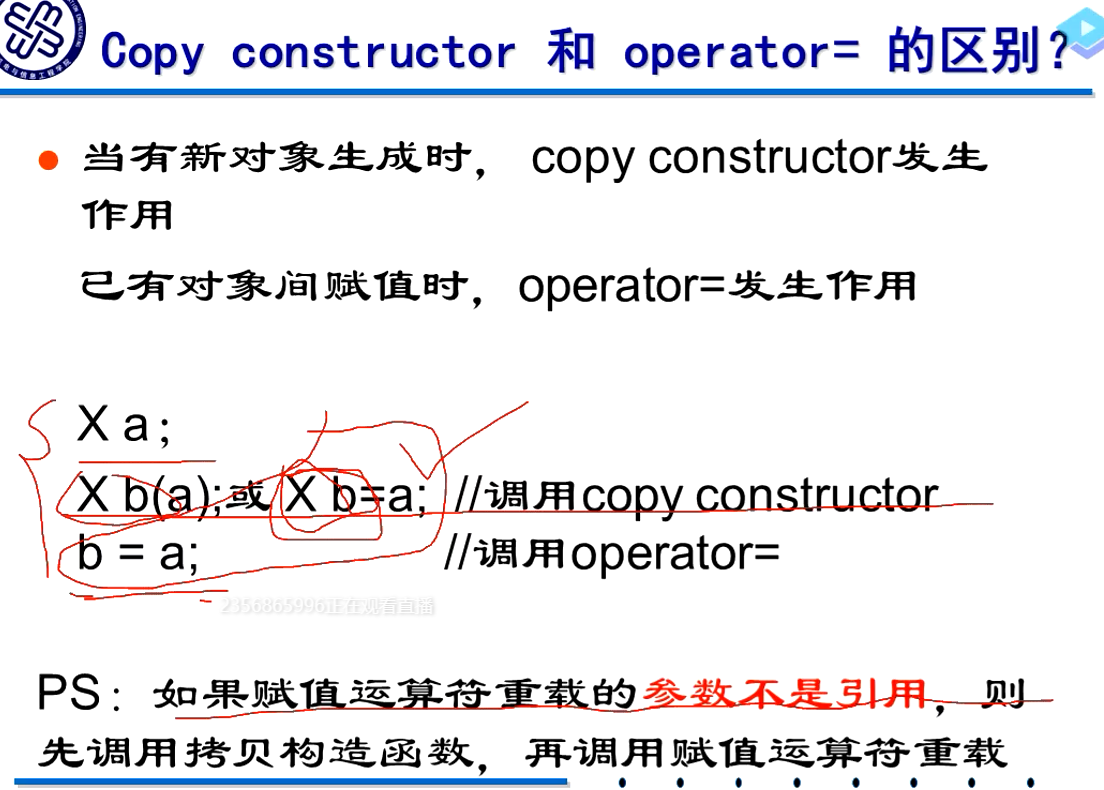 Copy constructor 和 operator= 的区别?
当有新对象生成时， copy constructor发生
作用
已有对象间赋值时，operator=发生作用
X a；
X b(a);或 X b=a; //调用copy constructor
b = a; //调用operator=
2356865996正在观看直播
PS：如果赋值运算符重载的参数不是引用，则
先调用拷贝构造函数，再调用赋值运算符重载